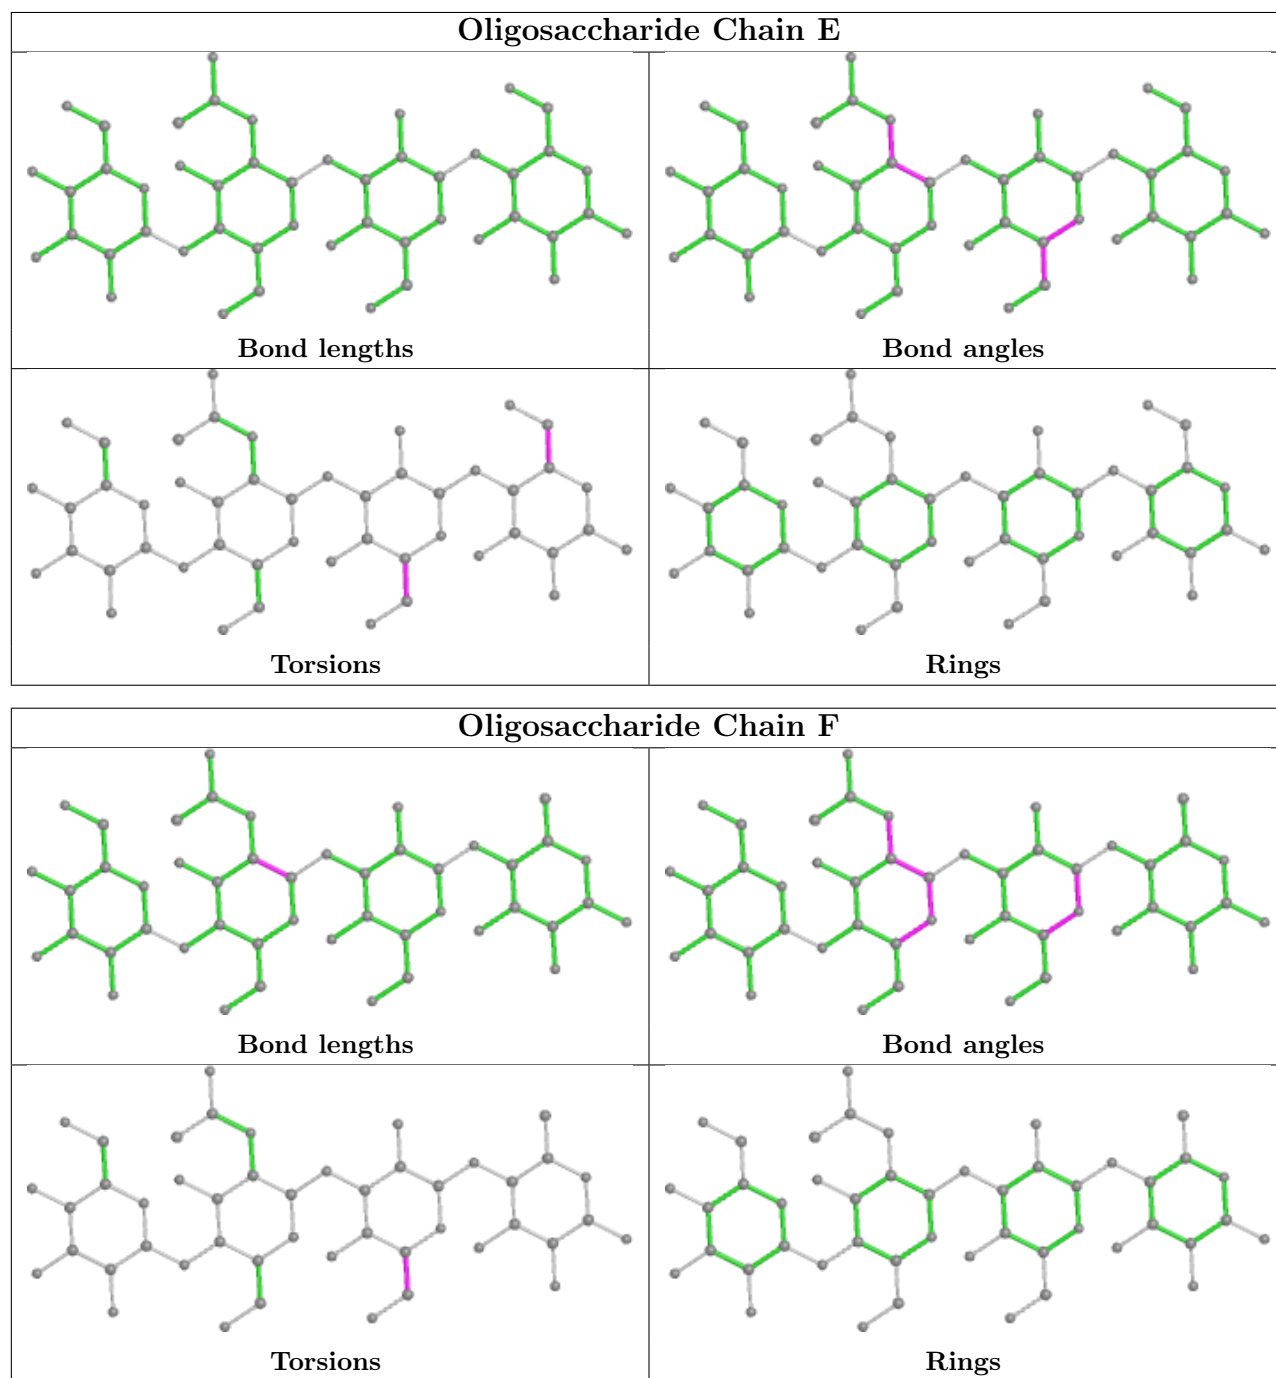 Oligosaccharide Chain E
Bond lengths
Bond angles
Torsions
Rings
Oligosaccharide Chain F
Bond lengths
Bond angles
Torsions
Rings